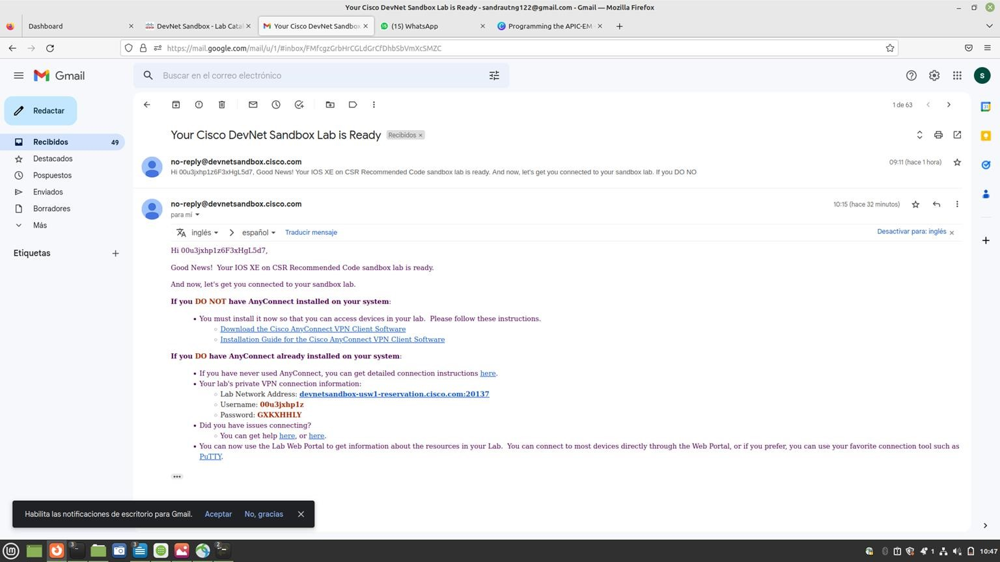 Your Cisco DevNet Sandbox Lab is Ready - sandrautng122@gmail.com - Gmail — Mozilla Firefox
Dashboard
DevNet Sandbox - Lab Cata
Your Cisco DevNet Sandbox
(15) WhatsApp
Programming the APIC-EM -
https://mail.google.com/mail/u/1/#inbox/FMfcgzGrbHrCGLdGrCfDhbSbVmXcSMZC
Gmail
Buscar en el correo electrónico
S
Redactar
Recibidos 49
Destacados
Pospuestos
Enviados
Borradores
Más
Etiquetas
1 de 63
Your Cisco DevNet Sandbox Lab is Ready Recibidos ×
no-reply@devnetsandbox.cisco.com 09:11 (hace 1 hora)
Hi 00u3jxhp1z6F3xHgL5d7, Good News! Your IOS XE on CSR Recommended Code sandbox lab is ready. And now, let's get you connected to your sandbox lab. If you DO NO
no-reply@devnetsandbox.cisco.com 10:15 (hace 32 minutos)
para mí
inglés > español Traducir mensaje Desactivar para: inglés ×
Hi 00u3jxhp1z6F3xHgL5d7,
Good News! Your IOS XE on CSR Recommended Code sandbox lab is ready.
And now, let's get you connected to your sandbox lab.
If you DO NOT have AnyConnect installed on your system:
• You must install it now so that you can access devices in your lab. Please follow these instructions.
◦ Download the Cisco AnyConnect VPN Client Software
◦ Installation Guide for the Cisco AnyConnect VPN Client Software
If you DO have AnyConnect already installed on your system:
• If you have never used AnyConnect, you can get detailed connection instructions here.
• Your lab's private VPN connection information:
◦ Lab Network Address: devnetsandbox-usw1-reservation.cisco.com:20137
◦ Username: 00u3jxhp1z
◦ Password: GXKXHHLY
• Did you have issues connecting?
◦ You can get help here, or here.
• You can now use the Lab Web Portal to get information about the resources in your Lab. You can connect to most devices directly through the Web Portal, or if you prefer, you can use your favorite connection tool such as
PuTTY.
Habilita las notificaciones de escritorio para Gmail. Aceptar No, gracias
3
3
2
1
10:47